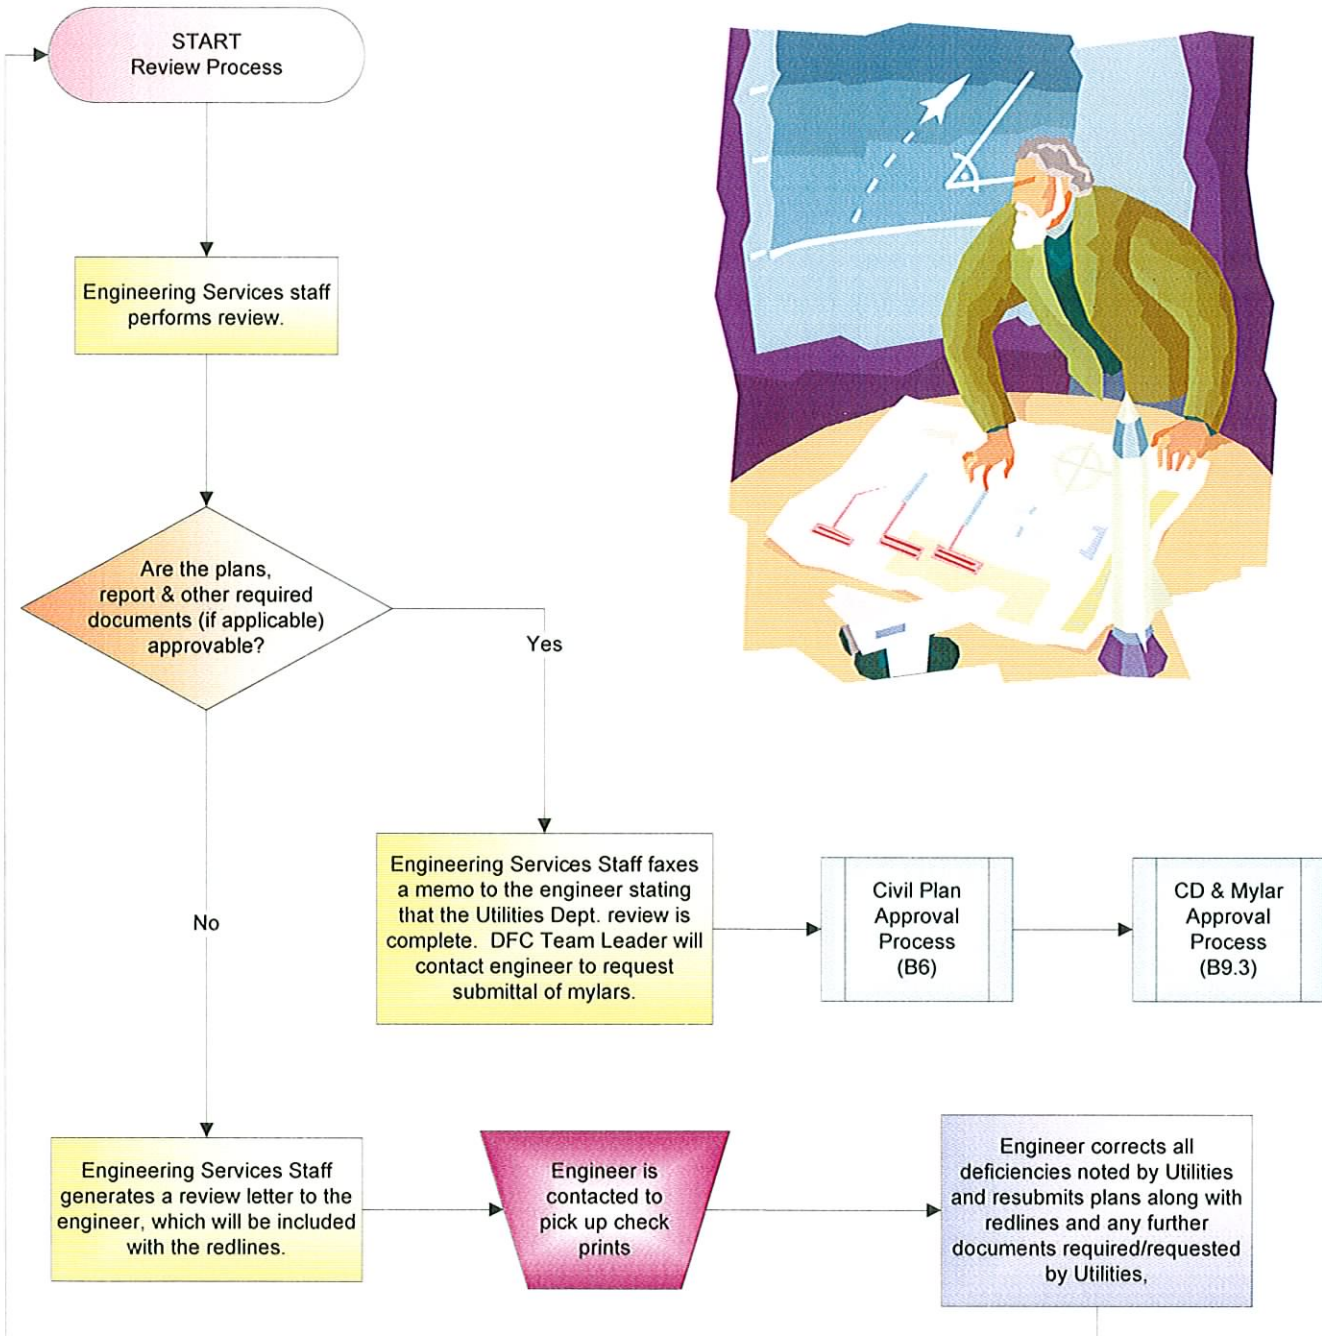 START
Review Process
Engineering Services staff
performs review.
Are the plans,
report & other required
documents (if applicable)
approvable?
Yes
No
Engineering Services Staff faxes
a memo to the engineer stating
that the Utilities Dept. review is
complete.  DFC Team Leader will
contact engineer to request
submittal of mylars.
Civil Plan
Approval
Process
(B6)
CD & Mylar
Approval
Process
(B9.3)
Engineering Services Staff
generates a review letter to the
engineer, which will be included
with the redlines.
Engineer is
contacted to
pick up check
prints
Engineer corrects all
deficiencies noted by Utilities
and resubmits plans along with
redlines and any further
documents required/requested
by Utilities,